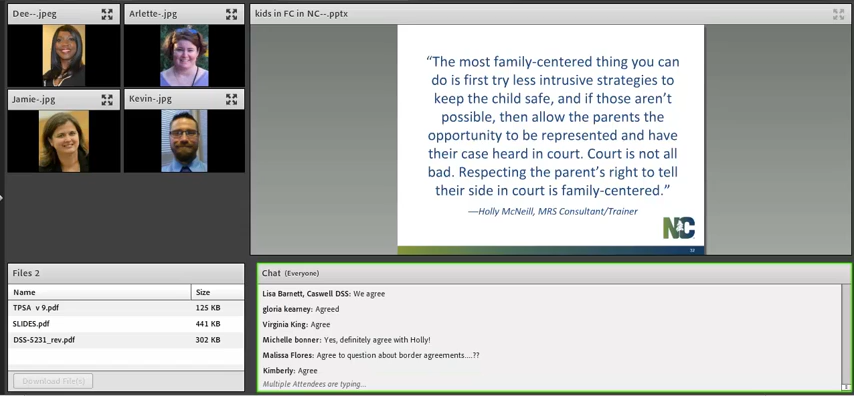 Dee--.jpeg
Arlette-.jpg
Jamie-.jpg
Kevin-.jpg
kids in FC in NC--.pptx
“The most family-centered thing you can
do is first try less intrusive strategies to
keep the child safe, and if those aren’t
possible, then allow the parents the
opportunity to be represented and have
their case heard in court. Court is not all
bad. Respecting the parent’s right to tell
their side in court is family-centered.”
—Holly McNeill, MRS Consultant/Trainer
NC
Files 2
Name Size
TPSA v 9.pdf 125 KB
SLIDES.pdf 441 KB
DSS-5231_rev.pdf 302 KB
Download File(s)
Chat (Everyone)
Lisa Barnett, Caswell DSS: We agree
gloria kearney: Agreed
Virginia King: Agree
Michelle bonner: Yes, definitely agree with Holly!
Malissa Flores: Agree to question about border agreements....??
Kimberly: Agree
Multiple Attendees are typing...